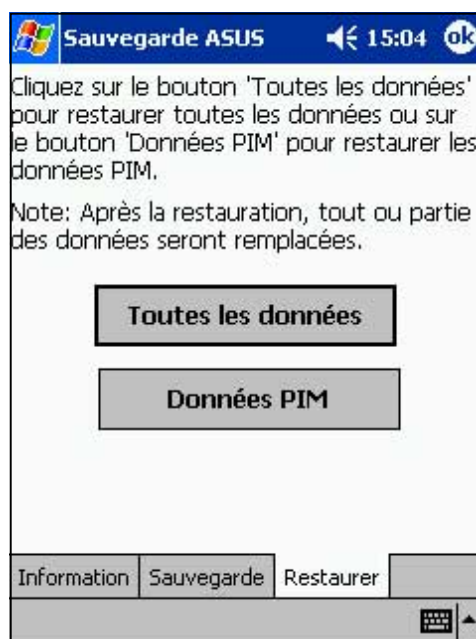 Sauvegarde ASUS 15:04 ok
Cliquez sur le bouton 'Toutes les données'
pour restaurer toutes les données ou sur
le bouton 'Données PIM' pour restaurer les
données PIM.
Note: Après la restauration, tout ou partie
des données seront remplacées.
Toutes les données
Données PIM
Information Sauvegarde Restaurer